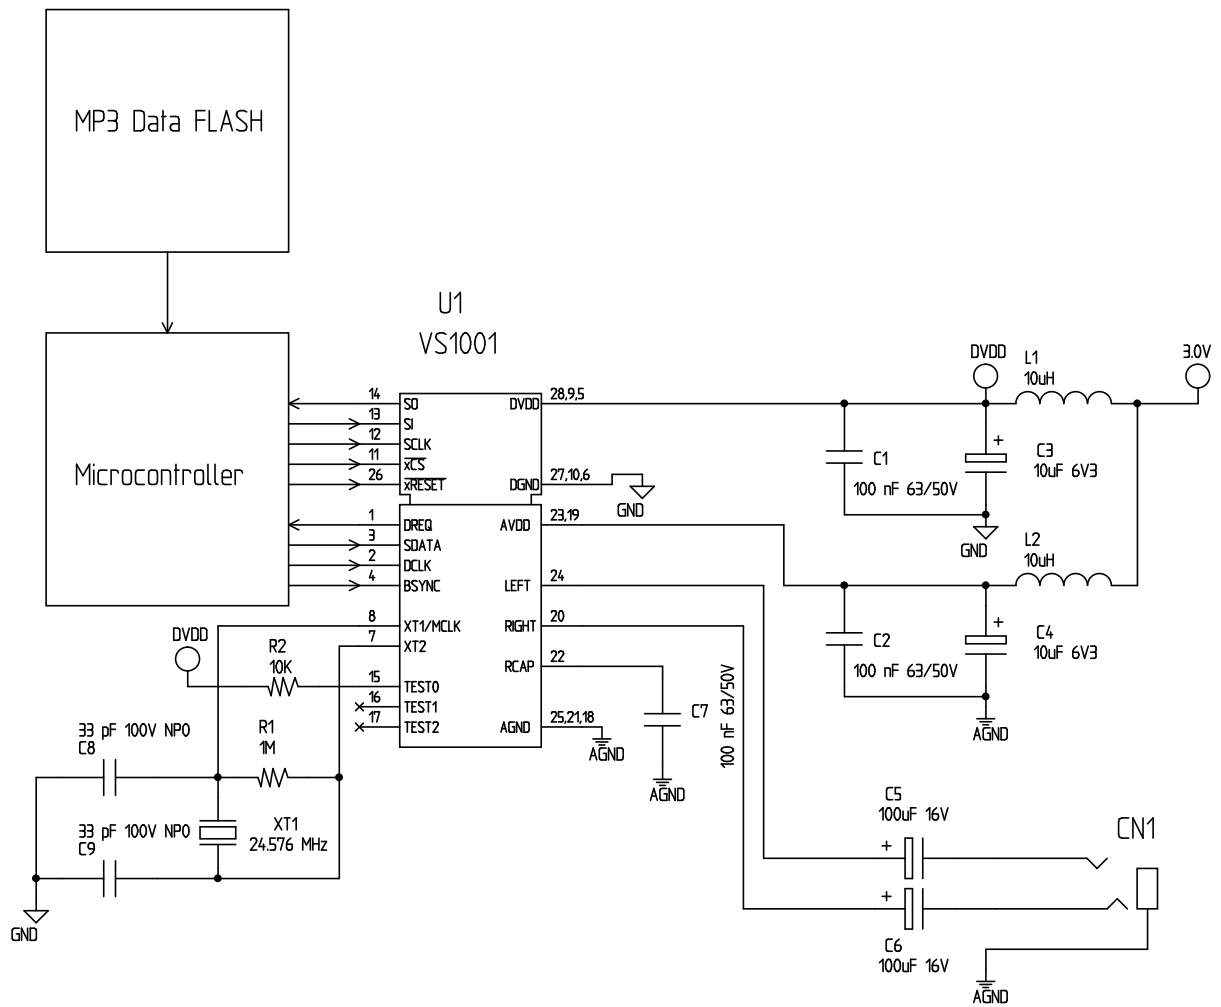 MP3 Data FLASH
U1
VS1001
Microcontroller
14
13
12
11
26
1
3
2
4
8
7
15
16
17
SO
SI
SCLK
xCS
xRESET
DREQ
SDATA
DCLK
BSYNC
XT1/MCLK
XT2
TEST0
TEST1
TEST2
DVDD
DGND
AVDD
LEFT
RIGHT
RCAP
AGND
28,9,5
27,10,6
23,19
24
20
22
25,21,18
GND
AGND
C7
100 nF 63/50V
AGND
DVDD
L1
10uH
3.0V
C1
100 nF 63/50V
+
C3
10uF 6V3
GND
L2
10uH
C2
100 nF 63/50V
+
C4
10uF 6V3
AGND
DVDD
R2
10K
R1
1M
33 pF 100V NPO
C8
33 pF 100V NPO
C9
XT1
24.576 MHz
GND
C5
100uF 16V
+
CN1
+
C6
100uF 16V
AGND